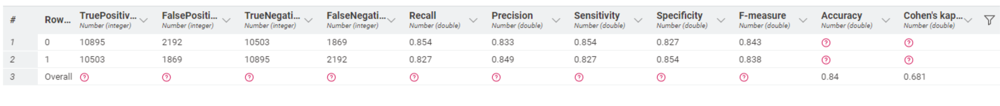 # Row... TruePositiv... FalsePositi... TrueNegati... FalseNegati... Recall Precision Sensitivity Specificity F-measure Accuracy Cohen's kap...
Number (integer) Number (integer) Number (integer) Number (integer) Number (double) Number (double) Number (double) Number (double) Number (double) Number (double) Number (double)
1 0 10895 2192 10503 1869 0.854 0.833 0.854 0.827 0.843 ? ?
2 1 10503 1869 10895 2192 0.827 0.849 0.827 0.854 0.838 ? ?
3 Overall ? ? ? ? ? ? ? ? ? 0.84 0.681